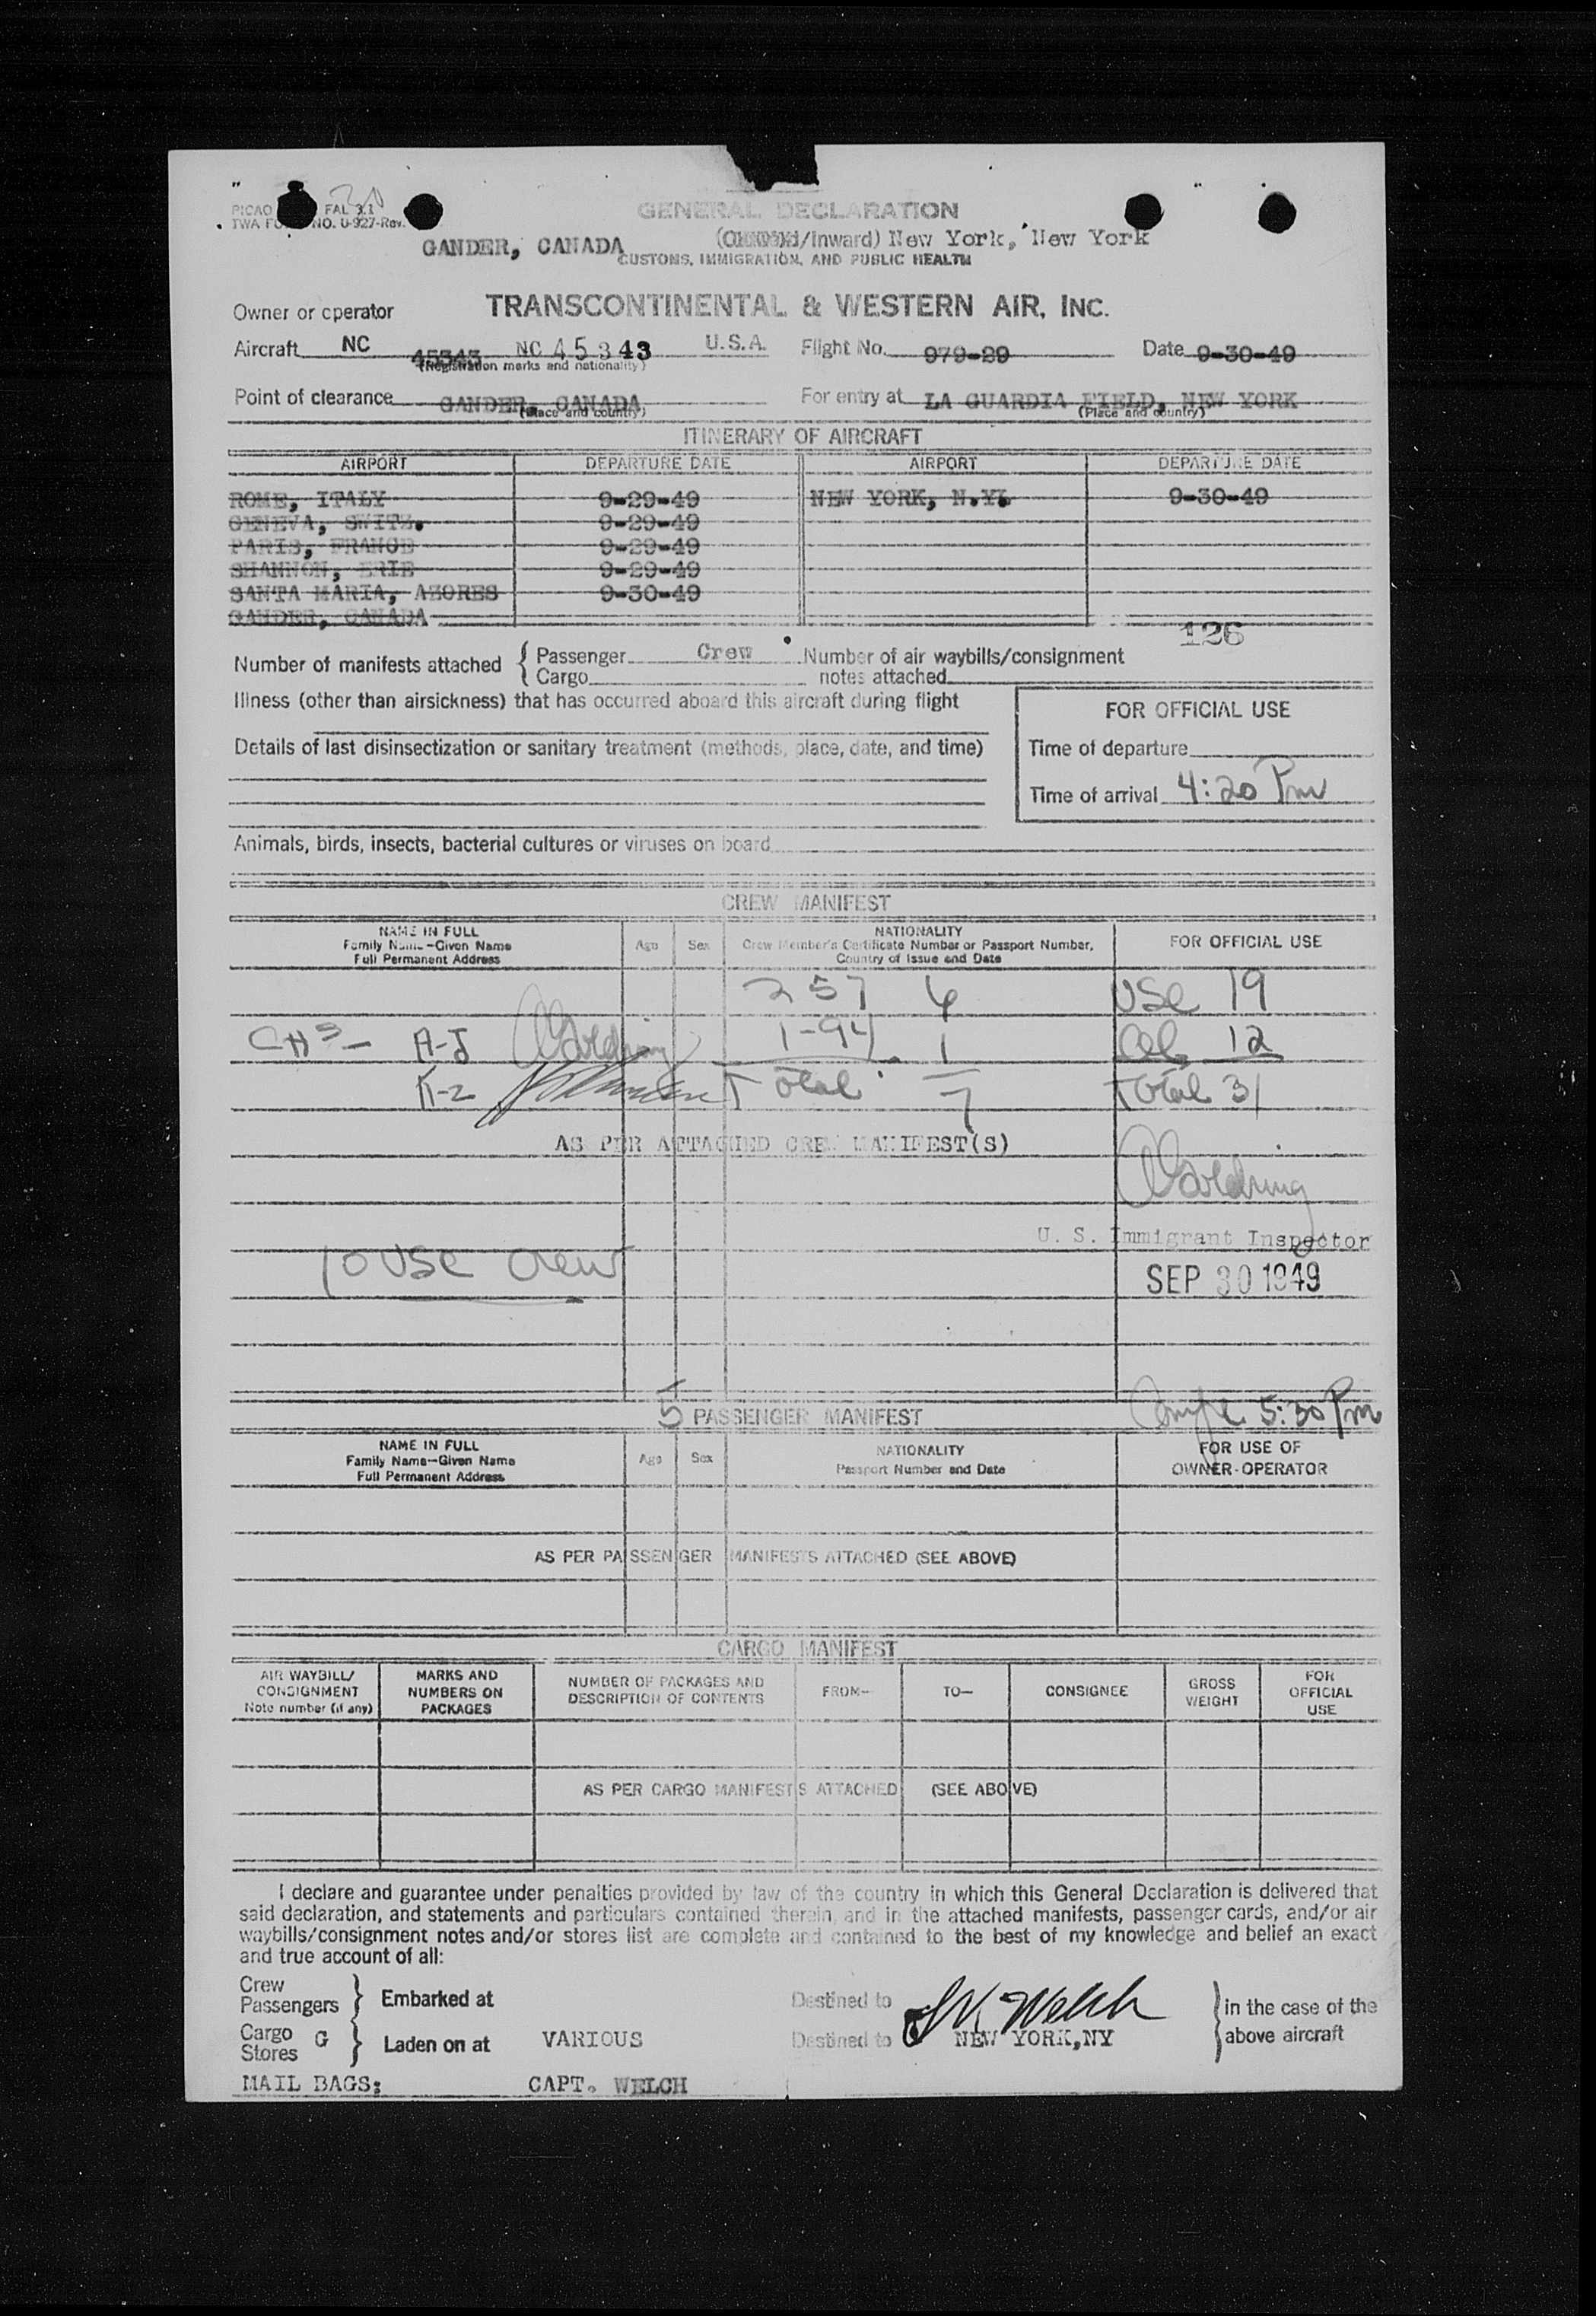 PICAO FAL 3.1
TWA FO NO. U-927-Rev.
GENERAL DECLARATION
GANDER, CANADA (/Inward) New York, New York
CUSTOMS, IMMIGRATION, AND PUBLIC HEALTH
Owner or operator TRANSCONTINENTAL & WESTERN AIR, INC.
Aircraft NC 45343 NC 45343 U.S.A. Flight No. 979-29 Date 9-30-49
(Registration marks and nationality)
Point of clearance GANDER, CANADA For entry at LA GUARDIA FIELD, NEW YORK
(Place and country) (Place and country)
ITINERARY OF AIRCRAFT
AIRPORT DEPARTURE DATE AIRPORT DEPARTURE DATE
ROME, ITALY 9-29-49 NEW YORK, N.Y. 9-30-49
GENEVA, SWITZ. 9-29-49
PARIS, FRANCE 9-29-49
SHANNON, ERIE 9-29-49
SANTA MARIA, AZORES 9-30-49
GANDER, CANADA
126
Number of manifests attached { Passenger Crew Number of air waybills/consignment
Cargo notes attached
Illness (other than airsickness) that has occurred aboard this aircraft during flight
FOR OFFICIAL USE
Details of last disinsectization or sanitary treatment (methods, place, date, and time)
Time of departure
Time of arrival 4:20 Pm
Animals, birds, insects, bacterial cultures or viruses on board
CREW MANIFEST
NAME IN FULL
Family Name—Given Name
Full Permanent Address
Age Sex
NATIONALITY
Crew Member's Certificate Number or Passport Number,
Country of Issue and Date
FOR OFFICIAL USE
257 6 USC 19
A-J Goldring 1-94 1 12
K-Z Total 7 Total 31
AS PER ATTACHED CREW MANIFEST(S)
Goldring
U. S. Immigrant Inspector
10 USC Crew
SEP 30 1949
51
PASSENGER MANIFEST
5:30 Pm
NAME IN FULL
Family Name—Given Name
Full Permanent Address
Age Sex
NATIONALITY
Passport Number and Date
FOR USE OF
OWNER-OPERATOR
AS PER PASSENGER MANIFESTS ATTACHED (SEE ABOVE)
CARGO MANIFEST
AIR WAYBILL/
CONSIGNMENT
Note number (if any)
MARKS AND
NUMBERS ON
PACKAGES
NUMBER OF PACKAGES AND
DESCRIPTION OF CONTENTS
FROM—
TO—
CONSIGNEE
GROSS
WEIGHT
FOR
OFFICIAL
USE
AS PER CARGO MANIFESTS ATTACHED (SEE ABOVE)
I declare and guarantee under penalties provided by law of the country in which this General Declaration is delivered that
said declaration, and statements and particulars contained therein, and in the attached manifests, passenger cards, and/or air
waybills/consignment notes and/or stores list are complete and contained to the best of my knowledge and belief an exact
and true account of all:
Crew
Passengers } Embarked at Destined to Welch } in the case of the
Cargo G
Stores } Laden on at VARIOUS Destined to NEW YORK,NY above aircraft
MAIL BAGS: CAPT. WELCH